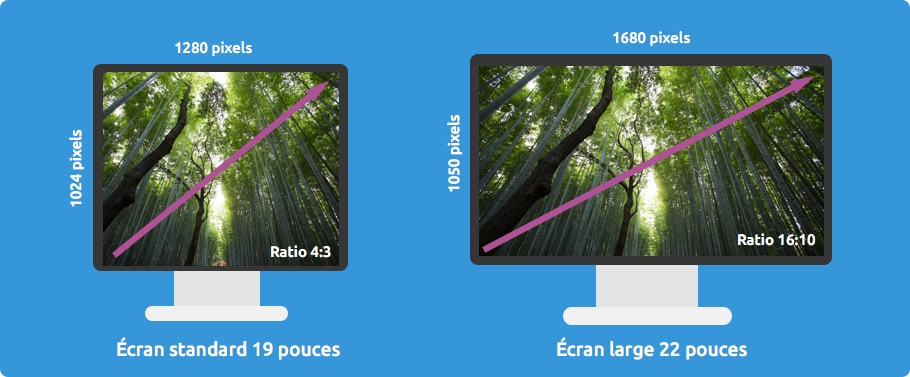 1280 pixels
1024 pixels
Ratio 4:3
Écran standard 19 pouces
1680 pixels
1050 pixels
Ratio 16:10
Écran large 22 pouces